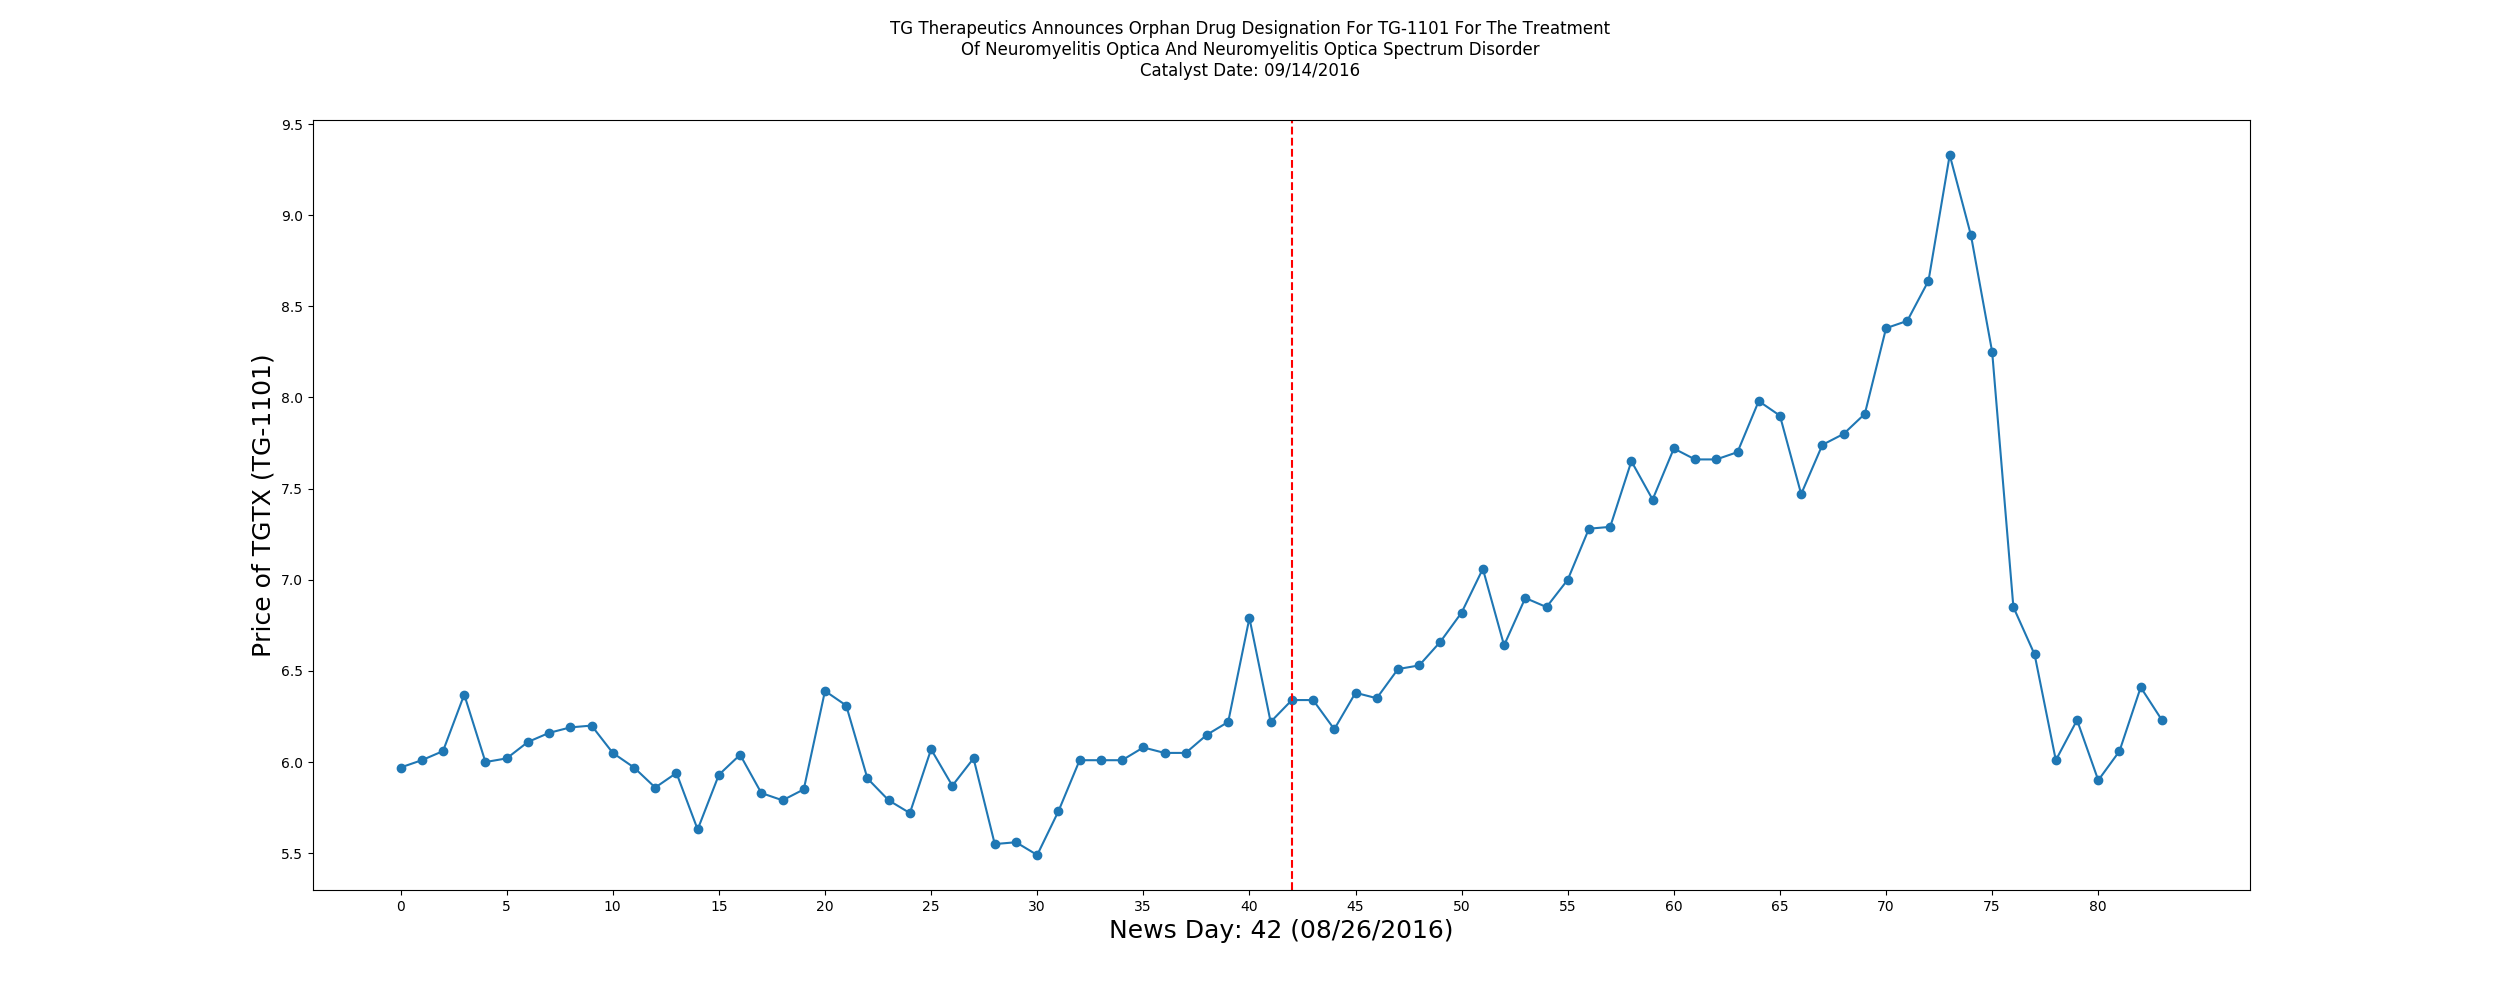 TG Therapeutics Announces Orphan Drug Designation For TG-1101 For The Treatment
Of Neuromyelitis Optica And Neuromyelitis Optica Spectrum Disorder
Catalyst Date: 09/14/2016
9.5
9.0
8.5
8.0
7.5
7.0
6.5
6.0
5.5
Price of TGTX (TG-1101)
0 5 10 15 20 25 30 35 40 45 50 55 60 65 70 75 80
News Day: 42 (08/26/2016)